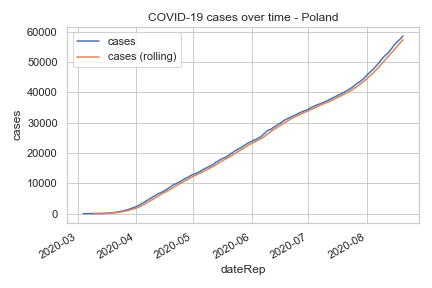 COVID-19 cases over time - Poland
cases
cases (rolling)
60000
50000
40000
30000
20000
10000
0
cases
2020-03
2020-04
2020-05
2020-06
2020-07
2020-08
dateRep